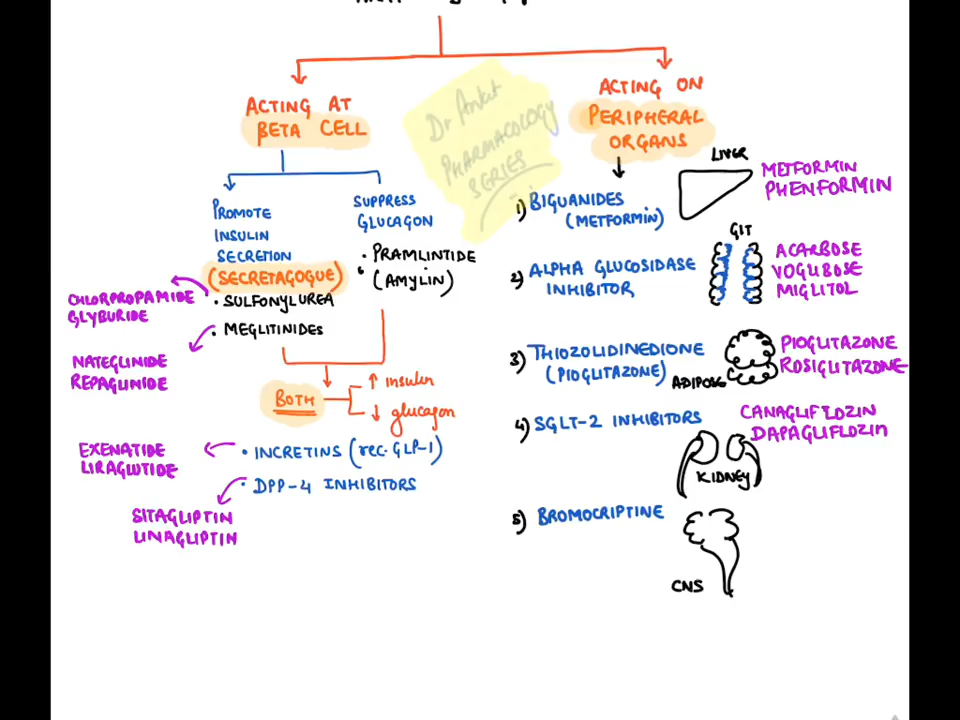 ACTING AT
BETA CELL
PROMOTE
INSULIN
SECRETION
(SECRETAGOGUE)
• SULFONYLUREA
• MEGLITINIDES
CHLORPROPAMIDE
GLYBURIDE
NATEGLINIDE
REPAGLINIDE
SUPPRESS
GLUCAGON
• PRAMLINTIDE
• (AMYLIN)
BOTH
↑ insulin
↓ glucagon
• INCRETINS (rec. GLP-1)
• DPP-4 INHIBITORS
EXENATIDE
LIRAGLUTIDE
SITAGLIPTIN
LINAGLIPTIN
Dr Anket
PHARMACOLOGY
SERIES
ACTING ON
PERIPHERAL
ORGANS
1) BIGUANIDES
(METFORMIN)
LIVER
METFORMIN
PHENFORMIN
2) ALPHA GLUCOSIDASE
INHIBITOR
GIT
ACARBOSE
VOGLIBOSE
MIGLITOL
3) THIOZOLIDINEDIONE
(PIOGLITAZONE)
ADIPOSE
PIOGLITAZONE
ROSIGLITAZONE
4) SGLT-2 INHIBITORS
KIDNEY
CANAGLIFLOZIN
DAPAGLIFLOZIN
5) BROMOCRIPTINE
CNS